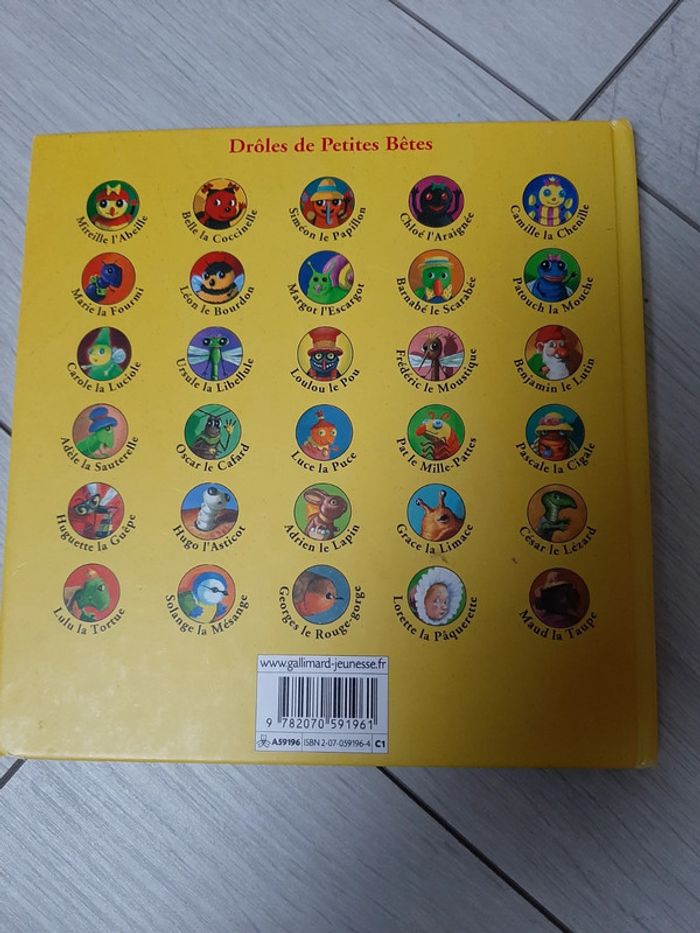 Drôles de Petites Bêtes
Mireille l'Abeille
Belle la Coccinelle
Siméon le Papillon
Chloé l'Araignée
Camille la Chenille
Marie la Fourmi
Léon le Bourdon
Margot l'Escargot
Barnabé le Scarabée
Patouch la Mouche
Carole la Luciole
Ursule la Libellule
Loulou le Pou
Frédéric le Moustique
Benjamin le Lutin
Adèle la Sauterelle
Oscar le Cafard
Luce la Puce
Pat le Mille-Pattes
Pascale la Cigale
Huguette la Guêpe
Hugo l'Asticot
Adrien le Lapin
Grace la Limace
César le Lézard
Lulu la Tortue
Solange la Mésange
Georges le Rouge-gorge
Lorette la Pâquerette
Maud la Taupe
www.gallimard-jeunesse.fr
9 782070 591961
A59196 ISBN 2-07-059196-4 C1